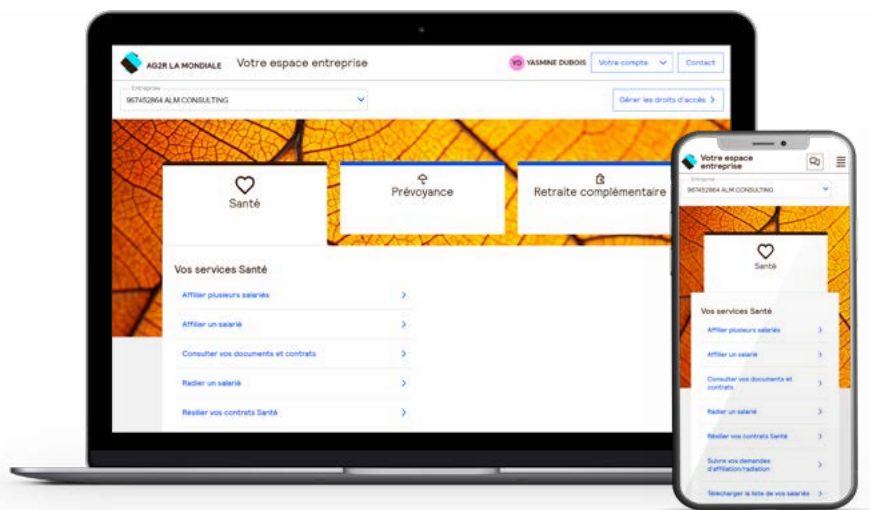 AG2R LA MONDIALE
Votre espace entreprise
YD
YASMINE DUBOIS
Votre compte
Contact
Entreprise
967452864 ALM CONSULTING
Gérer les droits d'accès
Santé
Prévoyance
Retraite complémentaire
Vos services Santé
Affilier plusieurs salariés
Affilier un salarié
Consulter vos documents et contrats
Radier un salarié
Résilier vos contrats Santé
Votre espace
entreprise
Entreprise
967452864 ALM CONSULTING
Santé
Vos services Santé
Affilier plusieurs salariés
Affilier un salarié
Consulter vos documents et
contrats
Radier un salarié
Résilier vos contrats Santé
Suivre vos demandes
d'affiliation/radiation
Télécharger la liste de vos salariés